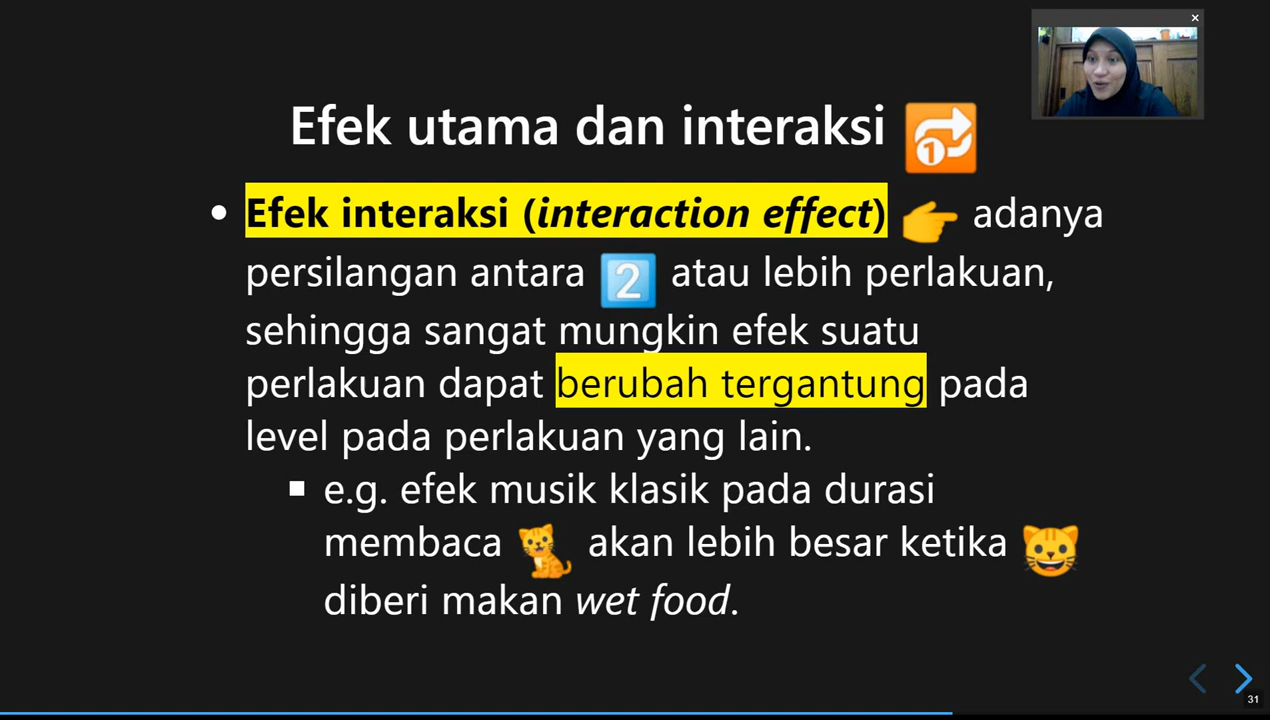 Efek utama dan interaksi 🔂
• Efek interaksi (interaction effect) 👉 adanya
persilangan antara 2️⃣ atau lebih perlakuan,
sehingga sangat mungkin efek suatu
perlakuan dapat berubah tergantung pada
level pada perlakuan yang lain.
▪ e.g. efek musik klasik pada durasi
membaca 🐈 akan lebih besar ketika 😺
diberi makan wet food.
31